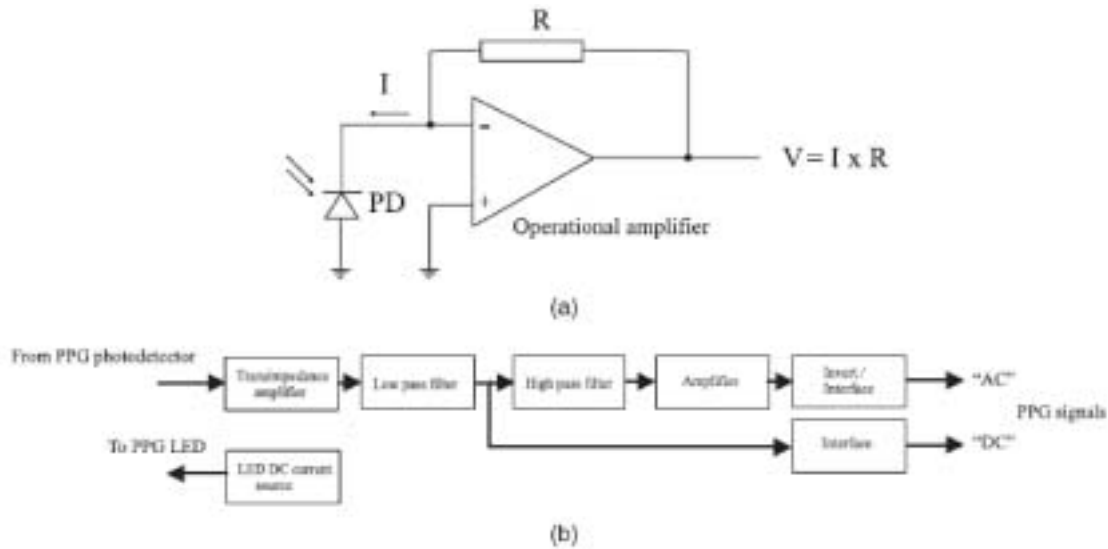 R
I
-
V = I x R
PD
+
Operational amplifier
(a)
From PPG photodetector
Transimpedance
amplifier
Low pass filter
High pass filter
Amplifier
Invert /
Interface
"AC"
PPG signals
Interface
"DC"
To PPG LED
LED DC current
source
(b)